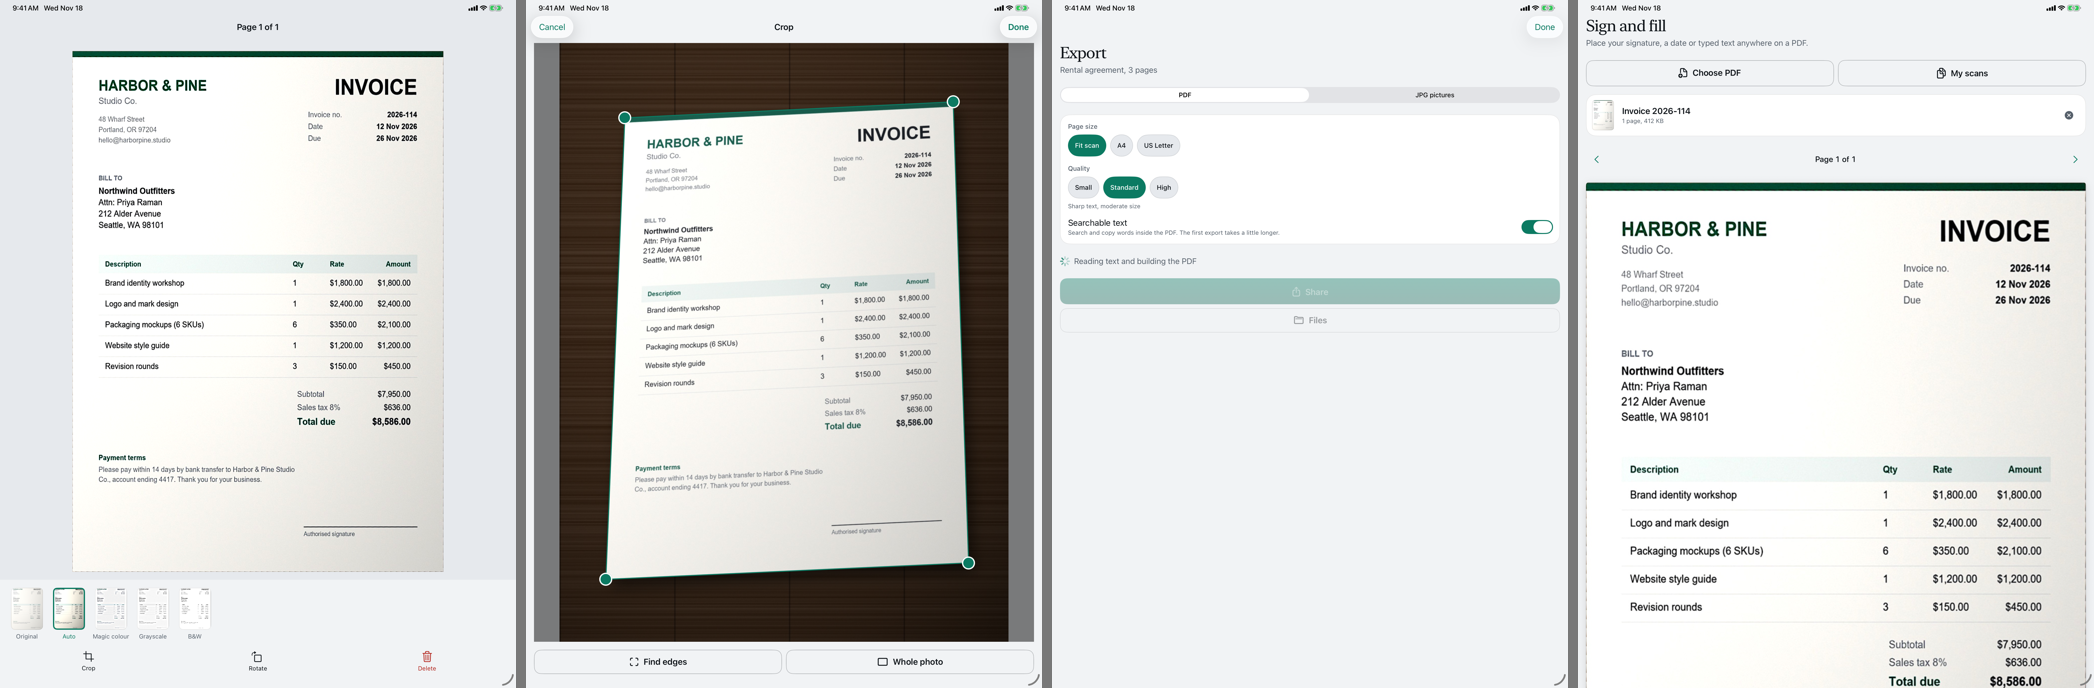 9:41 AM Wed Nov 18
Page 1 of 1
HARBOR & PINE
Studio Co.
48 Wharf Street
Portland, OR 97204
hello@harborpine.studio
INVOICE
Invoice no. 2026-114
Date 12 Nov 2026
Due 26 Nov 2026
BILL TO
Northwind Outfitters
Attn: Priya Raman
212 Alder Avenue
Seattle, WA 98101
Description Qty Rate Amount
Brand identity workshop 1 $1,800.00 $1,800.00
Logo and mark design 1 $2,400.00 $2,400.00
Packaging mockups (6 SKUs) 6 $350.00 $2,100.00
Website style guide 1 $1,200.00 $1,200.00
Revision rounds 3 $150.00 $450.00
Subtotal $7,950.00
Sales tax 8% $636.00
Total due $8,586.00
Payment terms
Please pay within 14 days by bank transfer to Harbor & Pine Studio
Co., account ending 4417. Thank you for your business.
Authorised signature
Original Auto Magic colour Grayscale B&W
Crop Rotate Delete
9:41 AM Wed Nov 18
Cancel Crop Done
HARBOR & PINE
Studio Co.
48 Wharf Street
Portland, OR 97204
hello@harborpine.studio
INVOICE
Invoice no. 2026-114
Date 12 Nov 2026
Due 26 Nov 2026
BILL TO
Northwind Outfitters
Attn: Priya Raman
212 Alder Avenue
Seattle, WA 98101
Description Qty Rate Amount
Brand identity workshop 1 $1,800.00 $1,800.00
Logo and mark design 1 $2,400.00 $2,400.00
Packaging mockups (6 SKUs) 6 $350.00 $2,100.00
Website style guide 1 $1,200.00 $1,200.00
Revision rounds 3 $150.00 $450.00
Subtotal $7,950.00
Sales tax 8% $636.00
Total due $8,586.00
Payment terms
Please pay within 14 days by bank transfer to Harbor & Pine Studio
Co., account ending 4417. Thank you for your business.
Authorised signature
Find edges Whole photo
9:41 AM Wed Nov 18
Done
Export
Rental agreement, 3 pages
PDF JPG pictures
Page size
Fit scan A4 US Letter
Quality
Small Standard High
Sharp text, moderate size
Searchable text
Search and copy words inside the PDF. The first export takes a little longer.
Reading text and building the PDF
Share
Files
9:41 AM Wed Nov 18
Sign and fill
Place your signature, a date or typed text anywhere on a PDF.
Choose PDF My scans
Invoice 2026-114
1 page, 412 KB
Page 1 of 1
HARBOR & PINE
Studio Co.
48 Wharf Street
Portland, OR 97204
hello@harborpine.studio
INVOICE
Invoice no. 2026-114
Date 12 Nov 2026
Due 26 Nov 2026
BILL TO
Northwind Outfitters
Attn: Priya Raman
212 Alder Avenue
Seattle, WA 98101
Description Qty Rate Amount
Brand identity workshop 1 $1,800.00 $1,800.00
Logo and mark design 1 $2,400.00 $2,400.00
Packaging mockups (6 SKUs) 6 $350.00 $2,100.00
Website style guide 1 $1,200.00 $1,200.00
Revision rounds 3 $150.00 $450.00
Subtotal $7,950.00
Sales tax 8% $636.00
Total due $8,586.00